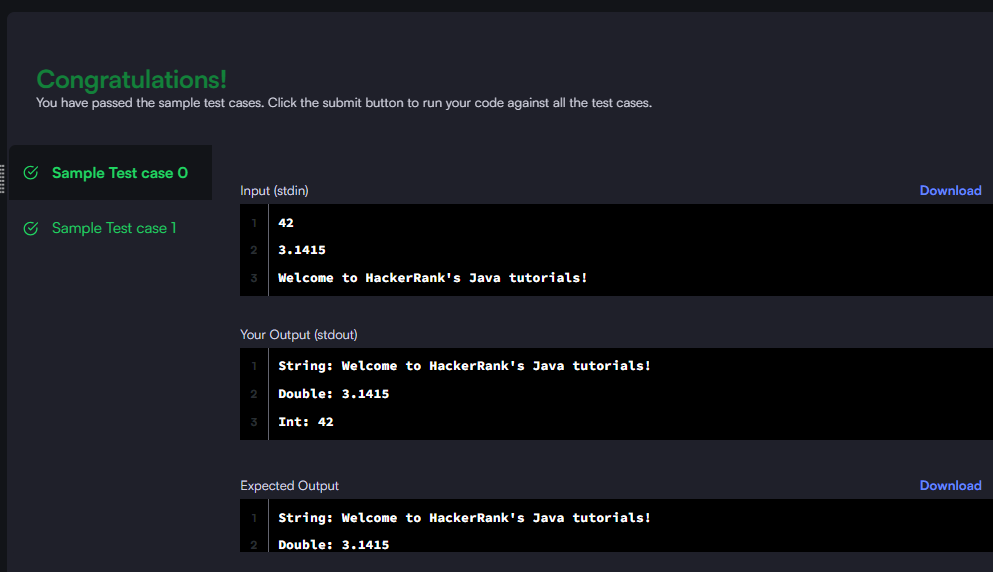 Congratulations!
You have passed the sample test cases. Click the submit button to run your code against all the test cases.
Sample Test case 0
Sample Test case 1
Input (stdin)
Download
1 42
2 3.1415
3 Welcome to HackerRank's Java tutorials!
Your Output (stdout)
1 String: Welcome to HackerRank's Java tutorials!
2 Double: 3.1415
3 Int: 42
Expected Output
Download
1 String: Welcome to HackerRank's Java tutorials!
2 Double: 3.1415